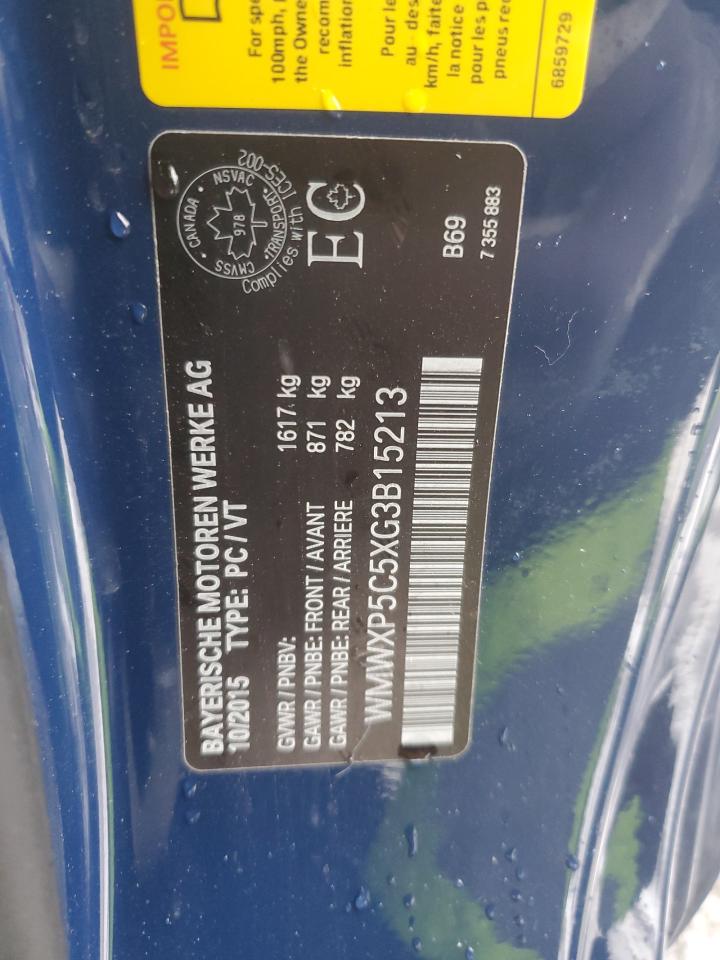 IMPO
For spe
100mph,
the Owne
recom
inflation
Pour le
au - des
km/h, faite
la notice
pour les p
pneus rec
6859729
CANADA · NSVAC · TRANSPORT · CMVSS
978
Complies with ICES-002
EC
B69
7 355 883
BAYERISCHE MOTOREN WERKE AG
10/2015 TYPE: PC/VT
GVWR / PNBV: 1617 kg
GAWR / PNBE: FRONT / AVANT 871 kg
GAWR / PNBE: REAR / ARRIERE 782 kg
WMWXP5C5XG3B15213